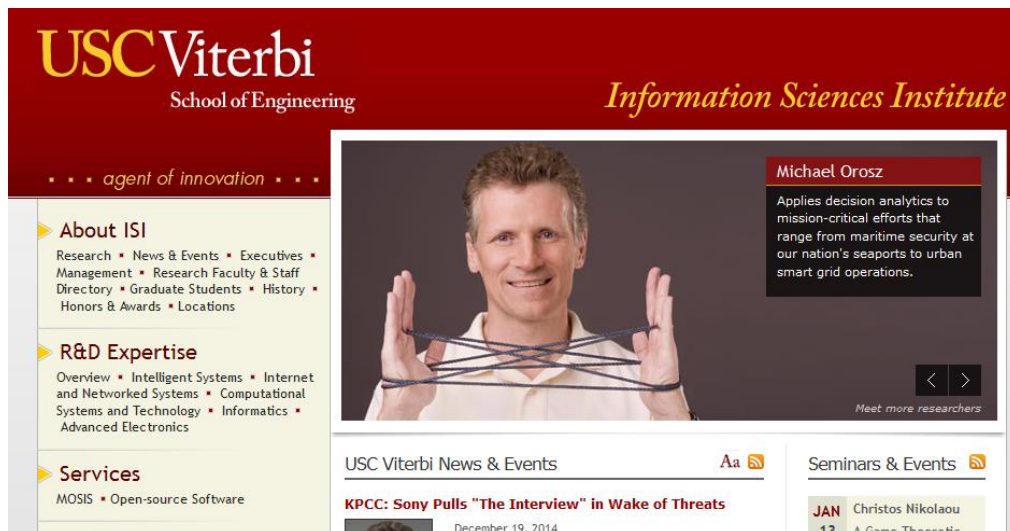 USC Viterbi
School of Engineering
Information Sciences Institute
agent of innovation
Michael Orosz
Applies decision analytics to
mission-critical efforts that
range from maritime security at
our nation's seaports to urban
smart grid operations.
Meet more researchers
About ISI
Research ▪ News & Events ▪ Executives ▪
Management ▪ Research Faculty & Staff
Directory ▪ Graduate Students ▪ History ▪
Honors & Awards ▪ Locations
R&D Expertise
Overview ▪ Intelligent Systems ▪ Internet
and Networked Systems ▪ Computational
Systems and Technology ▪ Informatics ▪
Advanced Electronics
Services
MOSIS ▪ Open-source Software
USC Viterbi News & Events
Aa
KPCC: Sony Pulls "The Interview" in Wake of Threats
December 19, 2014
Seminars & Events
JAN
13
Christos Nikolaou
A Game Theoretic